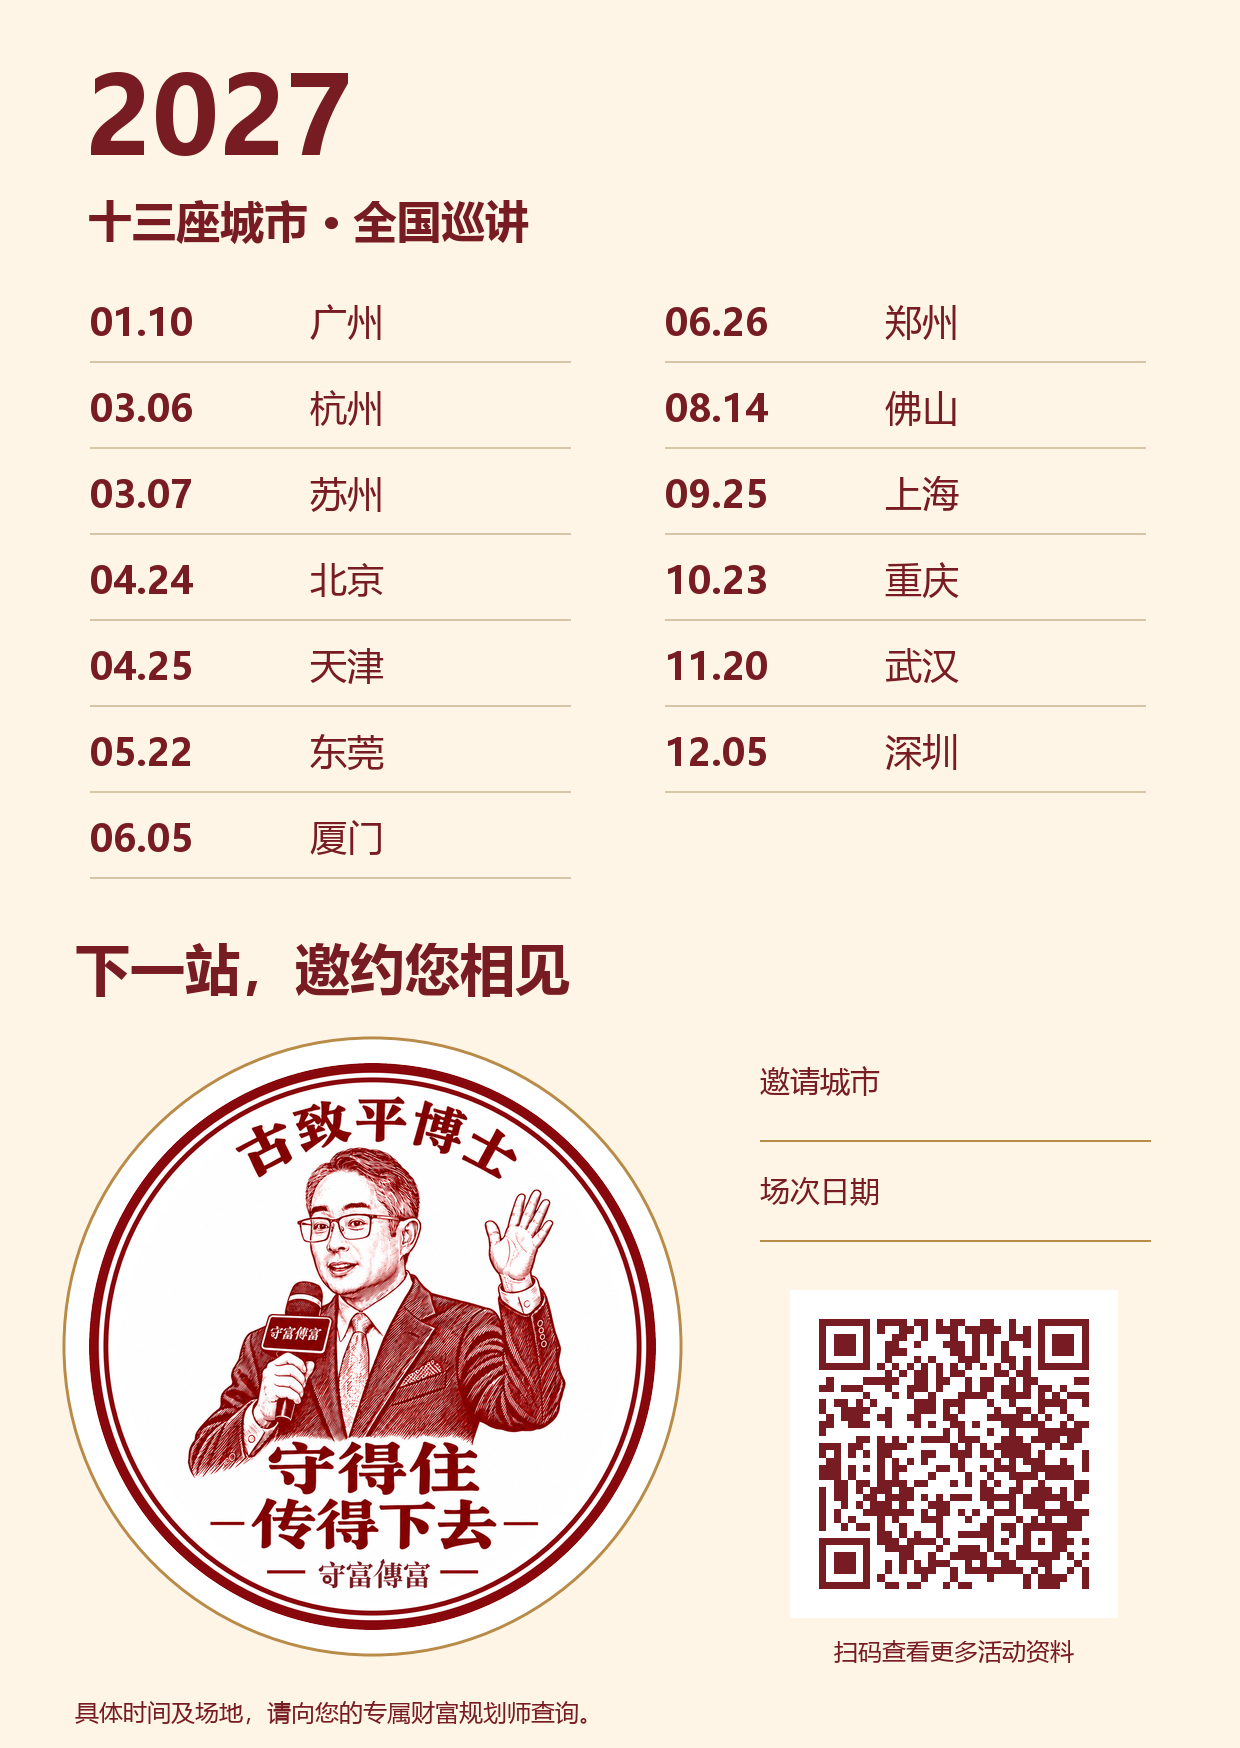 2027
十三座城市·全国巡讲
01.10 广州
03.06 杭州
03.07 苏州
04.24 北京
04.25 天津
05.22 东莞
06.05 厦门
06.26 郑州
08.14 佛山
09.25 上海
10.23 重庆
11.20 武汉
12.05 深圳
下一站，邀约您相见
古致平博士
守富傅富
守得住
传得下去
守富傅富
邀请城市
场次日期
扫码查看更多活动资料
具体时间及场地，请向您的专属财富规划师查询。